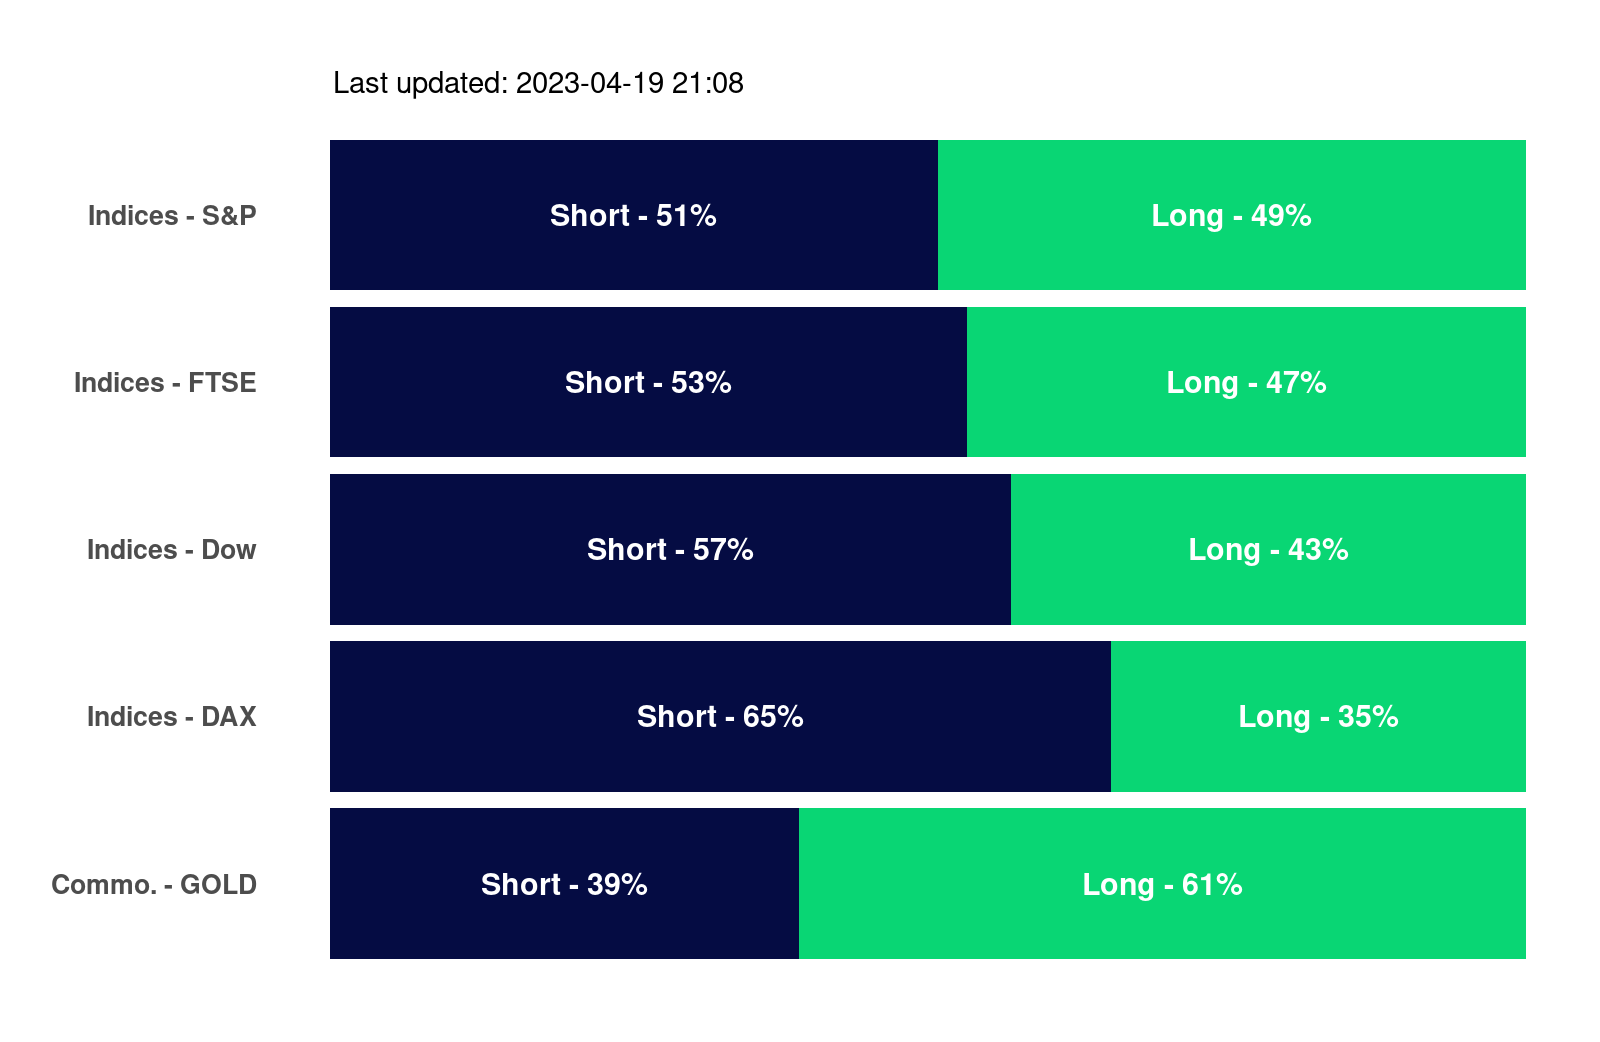 Last updated: 2023-04-19 21:08
Indices - S&P Short - 51% Long - 49%
Indices - FTSE Short - 53% Long - 47%
Indices - Dow Short - 57% Long - 43%
Indices - DAX Short - 65% Long - 35%
Commo. - GOLD Short - 39% Long - 61%